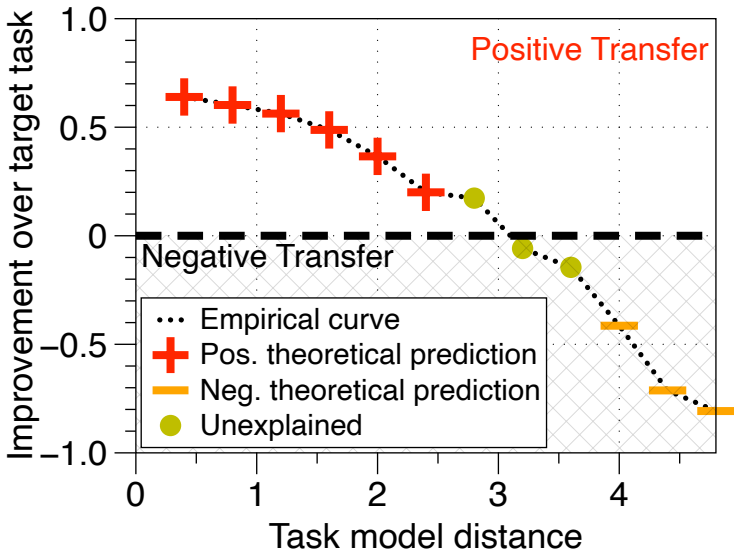 1.0
Positive Transfer
0.5
0
Negative Transfer
−0.5
−1.0
Improvement over target task
Empirical curve
Pos. theoretical prediction
Neg. theoretical prediction
Unexplained
0 1 2 3 4
Task model distance